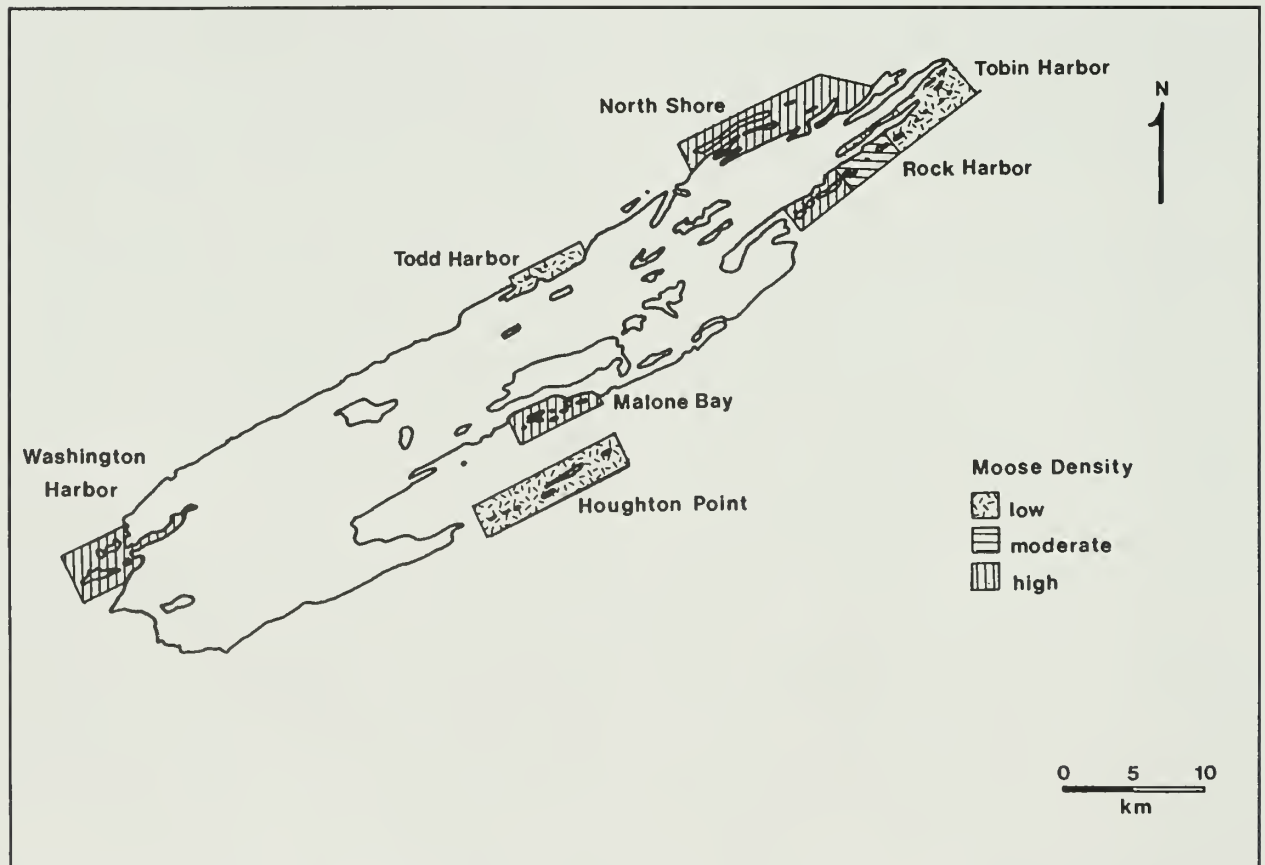 Tobin Harbor
North Shore
N
Rock Harbor
Todd Harbor
Malone Bay
Washington
Harbor
Houghton Point
Moose Density
low
moderate
high
0 5 10
km